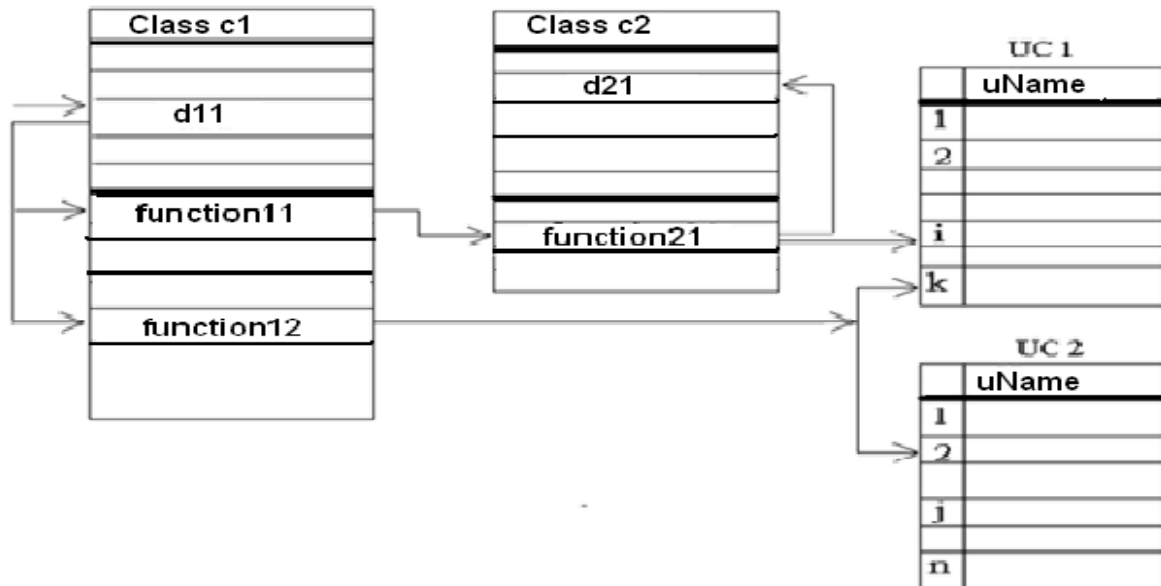 Class c1
d11
function11
function12
Class c2
d21
function21
UC 1
uName
1
2
i
k
UC 2
uName
1
2
j
n